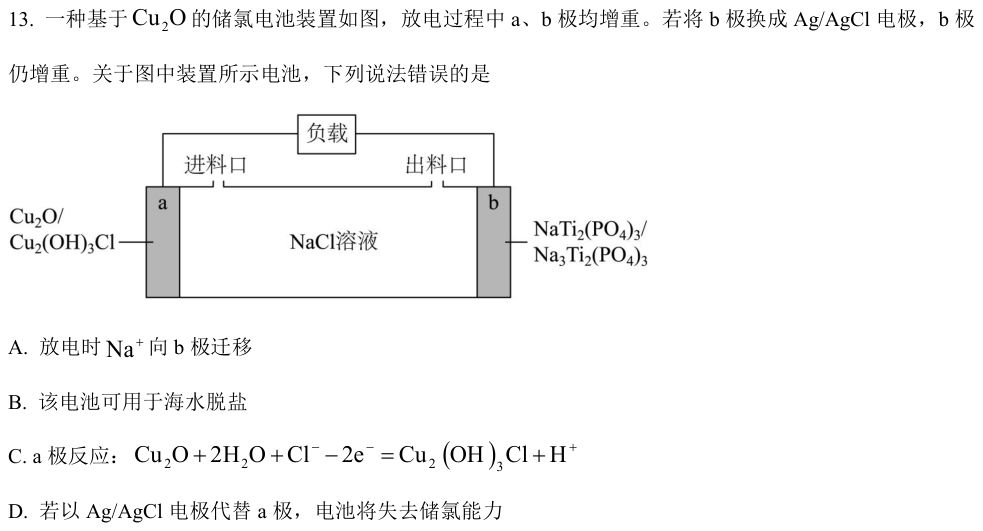 13. 一种基于 Cu₂O 的储氯电池装置如图，放电过程中 a、b 极均增重。若将 b 极换成 Ag/AgCl 电极，b 极
仍增重。关于图中装置所示电池，下列说法错误的是
负载
进料口 出料口
a b
Cu₂O/
Cu₂(OH)₃Cl
NaCl溶液
NaTi₂(PO₄)₃/
Na₃Ti₂(PO₄)₃
A. 放电时 Na⁺ 向 b 极迁移
B. 该电池可用于海水脱盐
C. a 极反应：Cu₂O+2H₂O+Cl⁻−2e⁻=Cu₂(OH)₃Cl+H⁺
D. 若以 Ag/AgCl 电极代替 a 极，电池将失去储氯能力